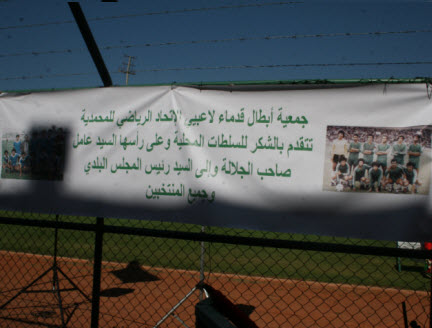 جمعية أبطال قدماء لاعبي الاتحاد الرياضي للمحمدية
تتقدم بالشكر للسلطات المحلية وعلى رأسها السيد عامل
صاحب الجلالة وإلى السيد رئيس المجلس البلدي
وجميع المنتخبين